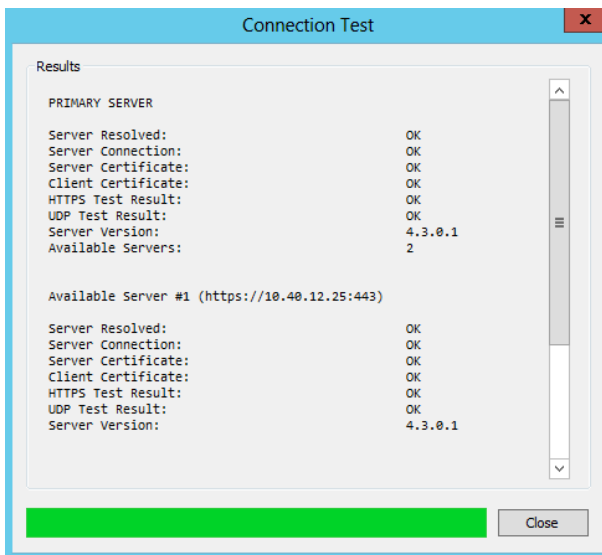 Connection Test
x
Results
PRIMARY SERVER
Server Resolved: OK
Server Connection: OK
Server Certificate: OK
Client Certificate: OK
HTTPS Test Result: OK
UDP Test Result: OK
Server Version: 4.3.0.1
Available Servers: 2
Available Server #1 (https://10.40.12.25:443)
Server Resolved: OK
Server Connection: OK
Server Certificate: OK
Client Certificate: OK
HTTPS Test Result: OK
UDP Test Result: OK
Server Version: 4.3.0.1
Close